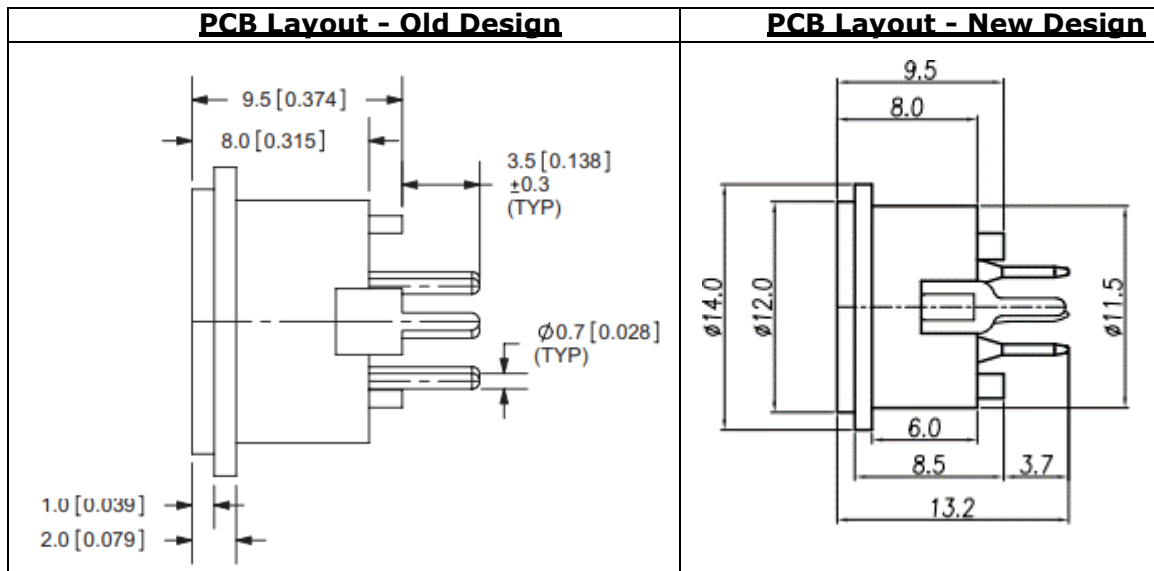 PCB Layout - Old Design
9.5 [0.374]
8.0 [0.315]
3.5 [0.138]
±0.3
(TYP)
Ø0.7 [0.028]
(TYP)
1.0 [0.039]
2.0 [0.079]
PCB Layout - New Design
9.5
8.0
ø14.0
ø12.0
ø11.5
6.0
8.5
3.7
13.2